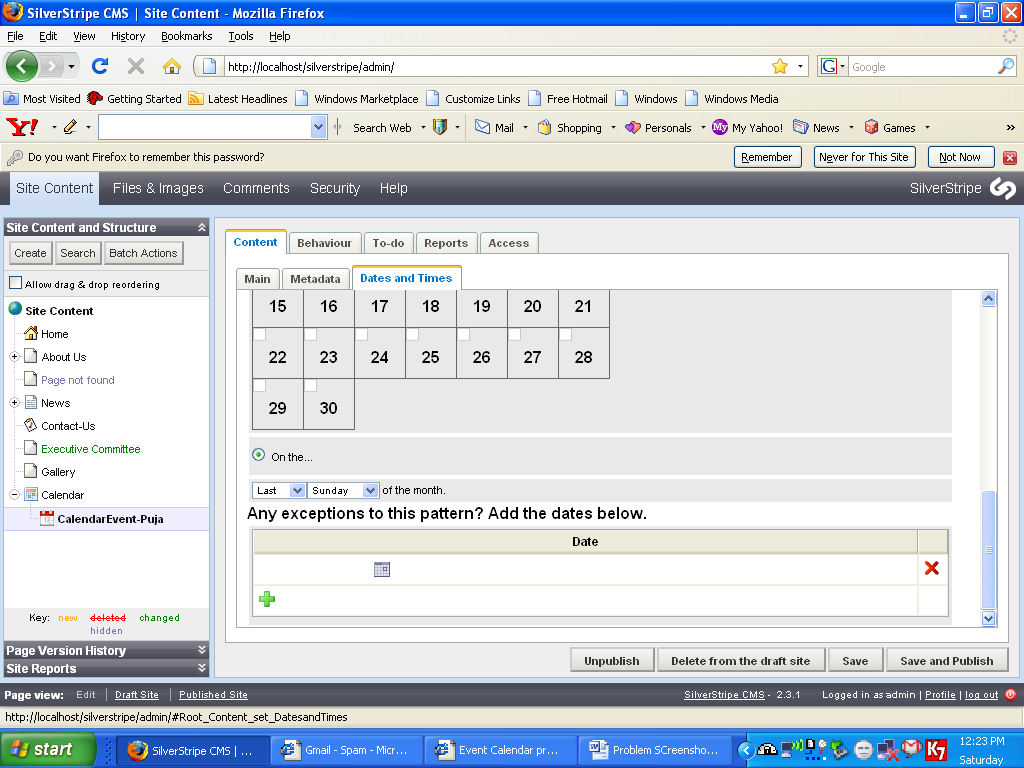 SilverStripe CMS | Site Content - Mozilla Firefox
File Edit View History Bookmarks Tools Help
http://localhost/silverstripe/admin/ G Google
Most Visited Getting Started Latest Headlines Windows Marketplace Customize Links Free Hotmail Windows Windows Media
Y! Search Web Mail Shopping Personals My Yahoo! News Games »
Do you want Firefox to remember this password? Remember Never for This Site Not Now
Site Content Files & Images Comments Security Help SilverStripe
Site Content and Structure
Create Search Batch Actions
Allow drag & drop reordering
Site Content
Home
About Us
Page not found
News
Contact-Us
Executive Committee
Gallery
Calendar
CalendarEvent-Puja
Key: new deleted changed
hidden
Page Version History
Site Reports
Content Behaviour To-do Reports Access
Main Metadata Dates and Times
15 16 17 18 19 20 21
22 23 24 25 26 27 28
29 30
On the...
Last Sunday of the month.
Any exceptions to this pattern? Add the dates below.
Date
Unpublish Delete from the draft site Save Save and Publish
Page view: Edit Draft Site Published Site SilverStripe CMS - 2.3.1 Logged in as admin | Profile | log out
http://localhost/silverstripe/admin/#Root_Content_set_DatesandTimes
start SilverStripe CMS | ... Gmail - Spam - Micr... Event Calendar pr... Problem SCreensho... K7 12:23 PM
Saturday